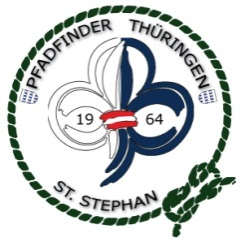 PFADFINDER THÜRINGEN
19 64
ST. STEPHAN